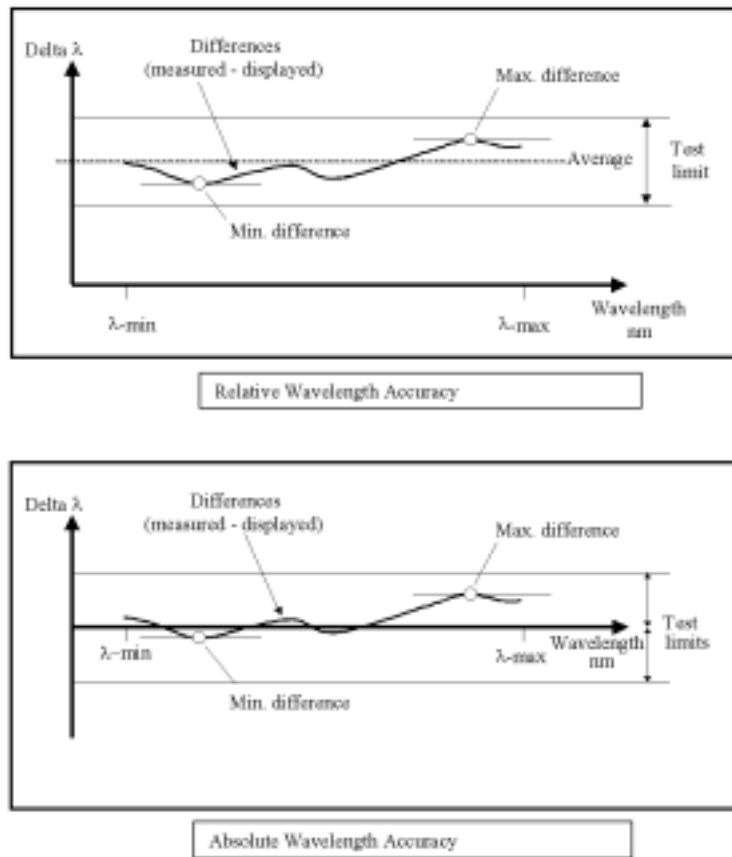 Delta λ
Differences
(measured - displayed)
Max. difference
Average
Test
limit
Min. difference
λ-min
λ-max
Wavelength
nm
Relative Wavelength Accuracy
Delta λ
Differences
(measured - displayed)
Max. difference
Test
limits
λ-min
λ-max
Wavelength
nm
Min. difference
Absolute Wavelength Accuracy